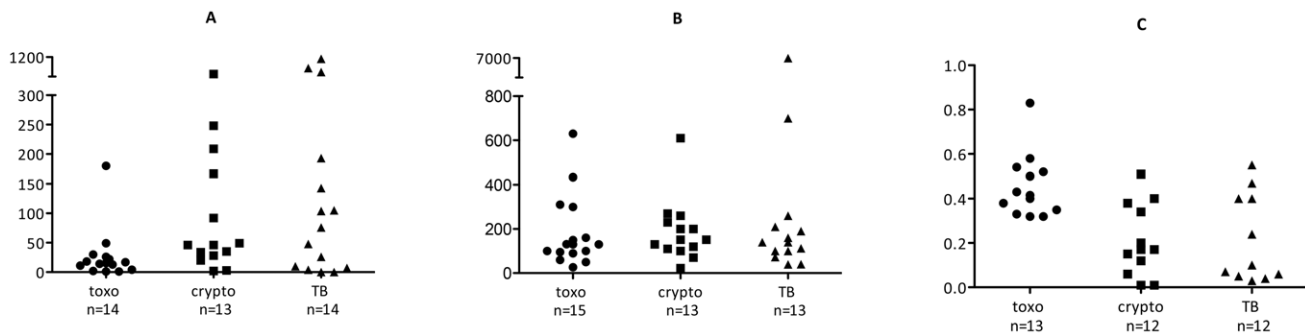 A
1200
300
250
200
150
100
50
0
toxo crypto TB
n=14 n=13 n=14
B
7000
800
600
400
200
0
toxo crypto TB
n=15 n=13 n=13
C
1.0
0.8
0.6
0.4
0.2
0.0
toxo crypto TB
n=13 n=12 n=12